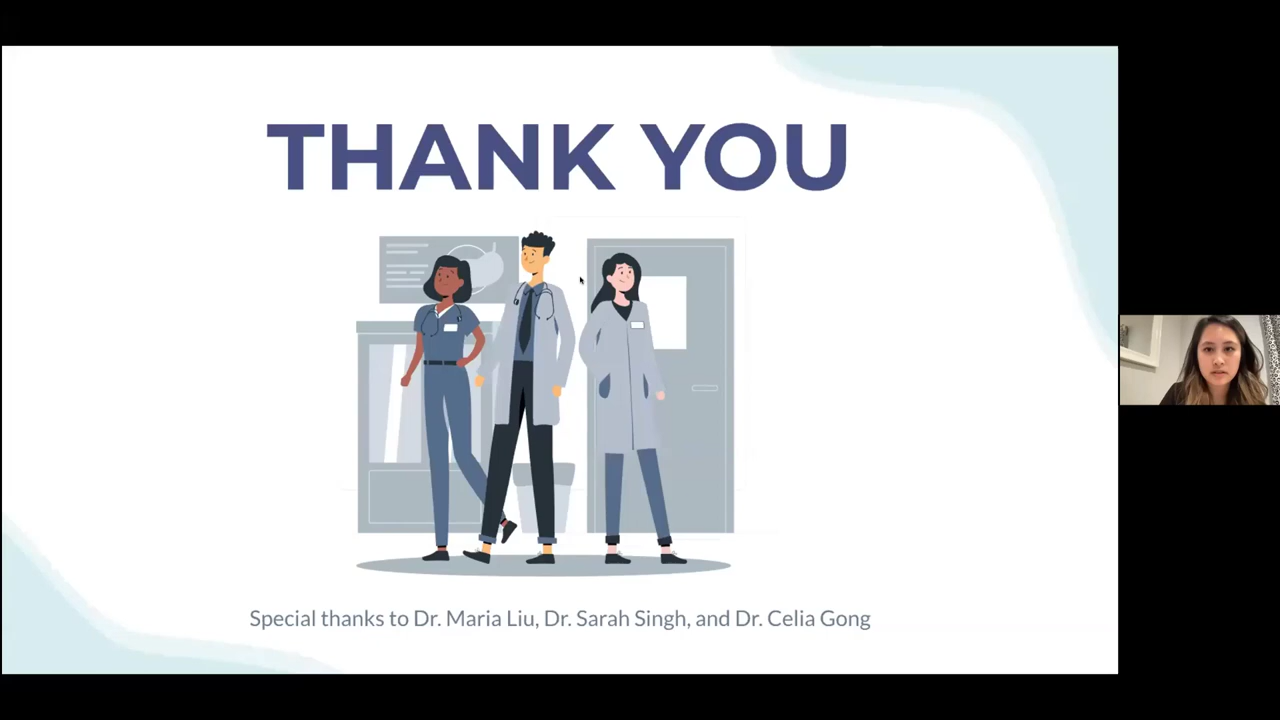 THANK YOU
Special thanks to Dr. Maria Liu, Dr. Sarah Singh, and Dr. Celia Gong